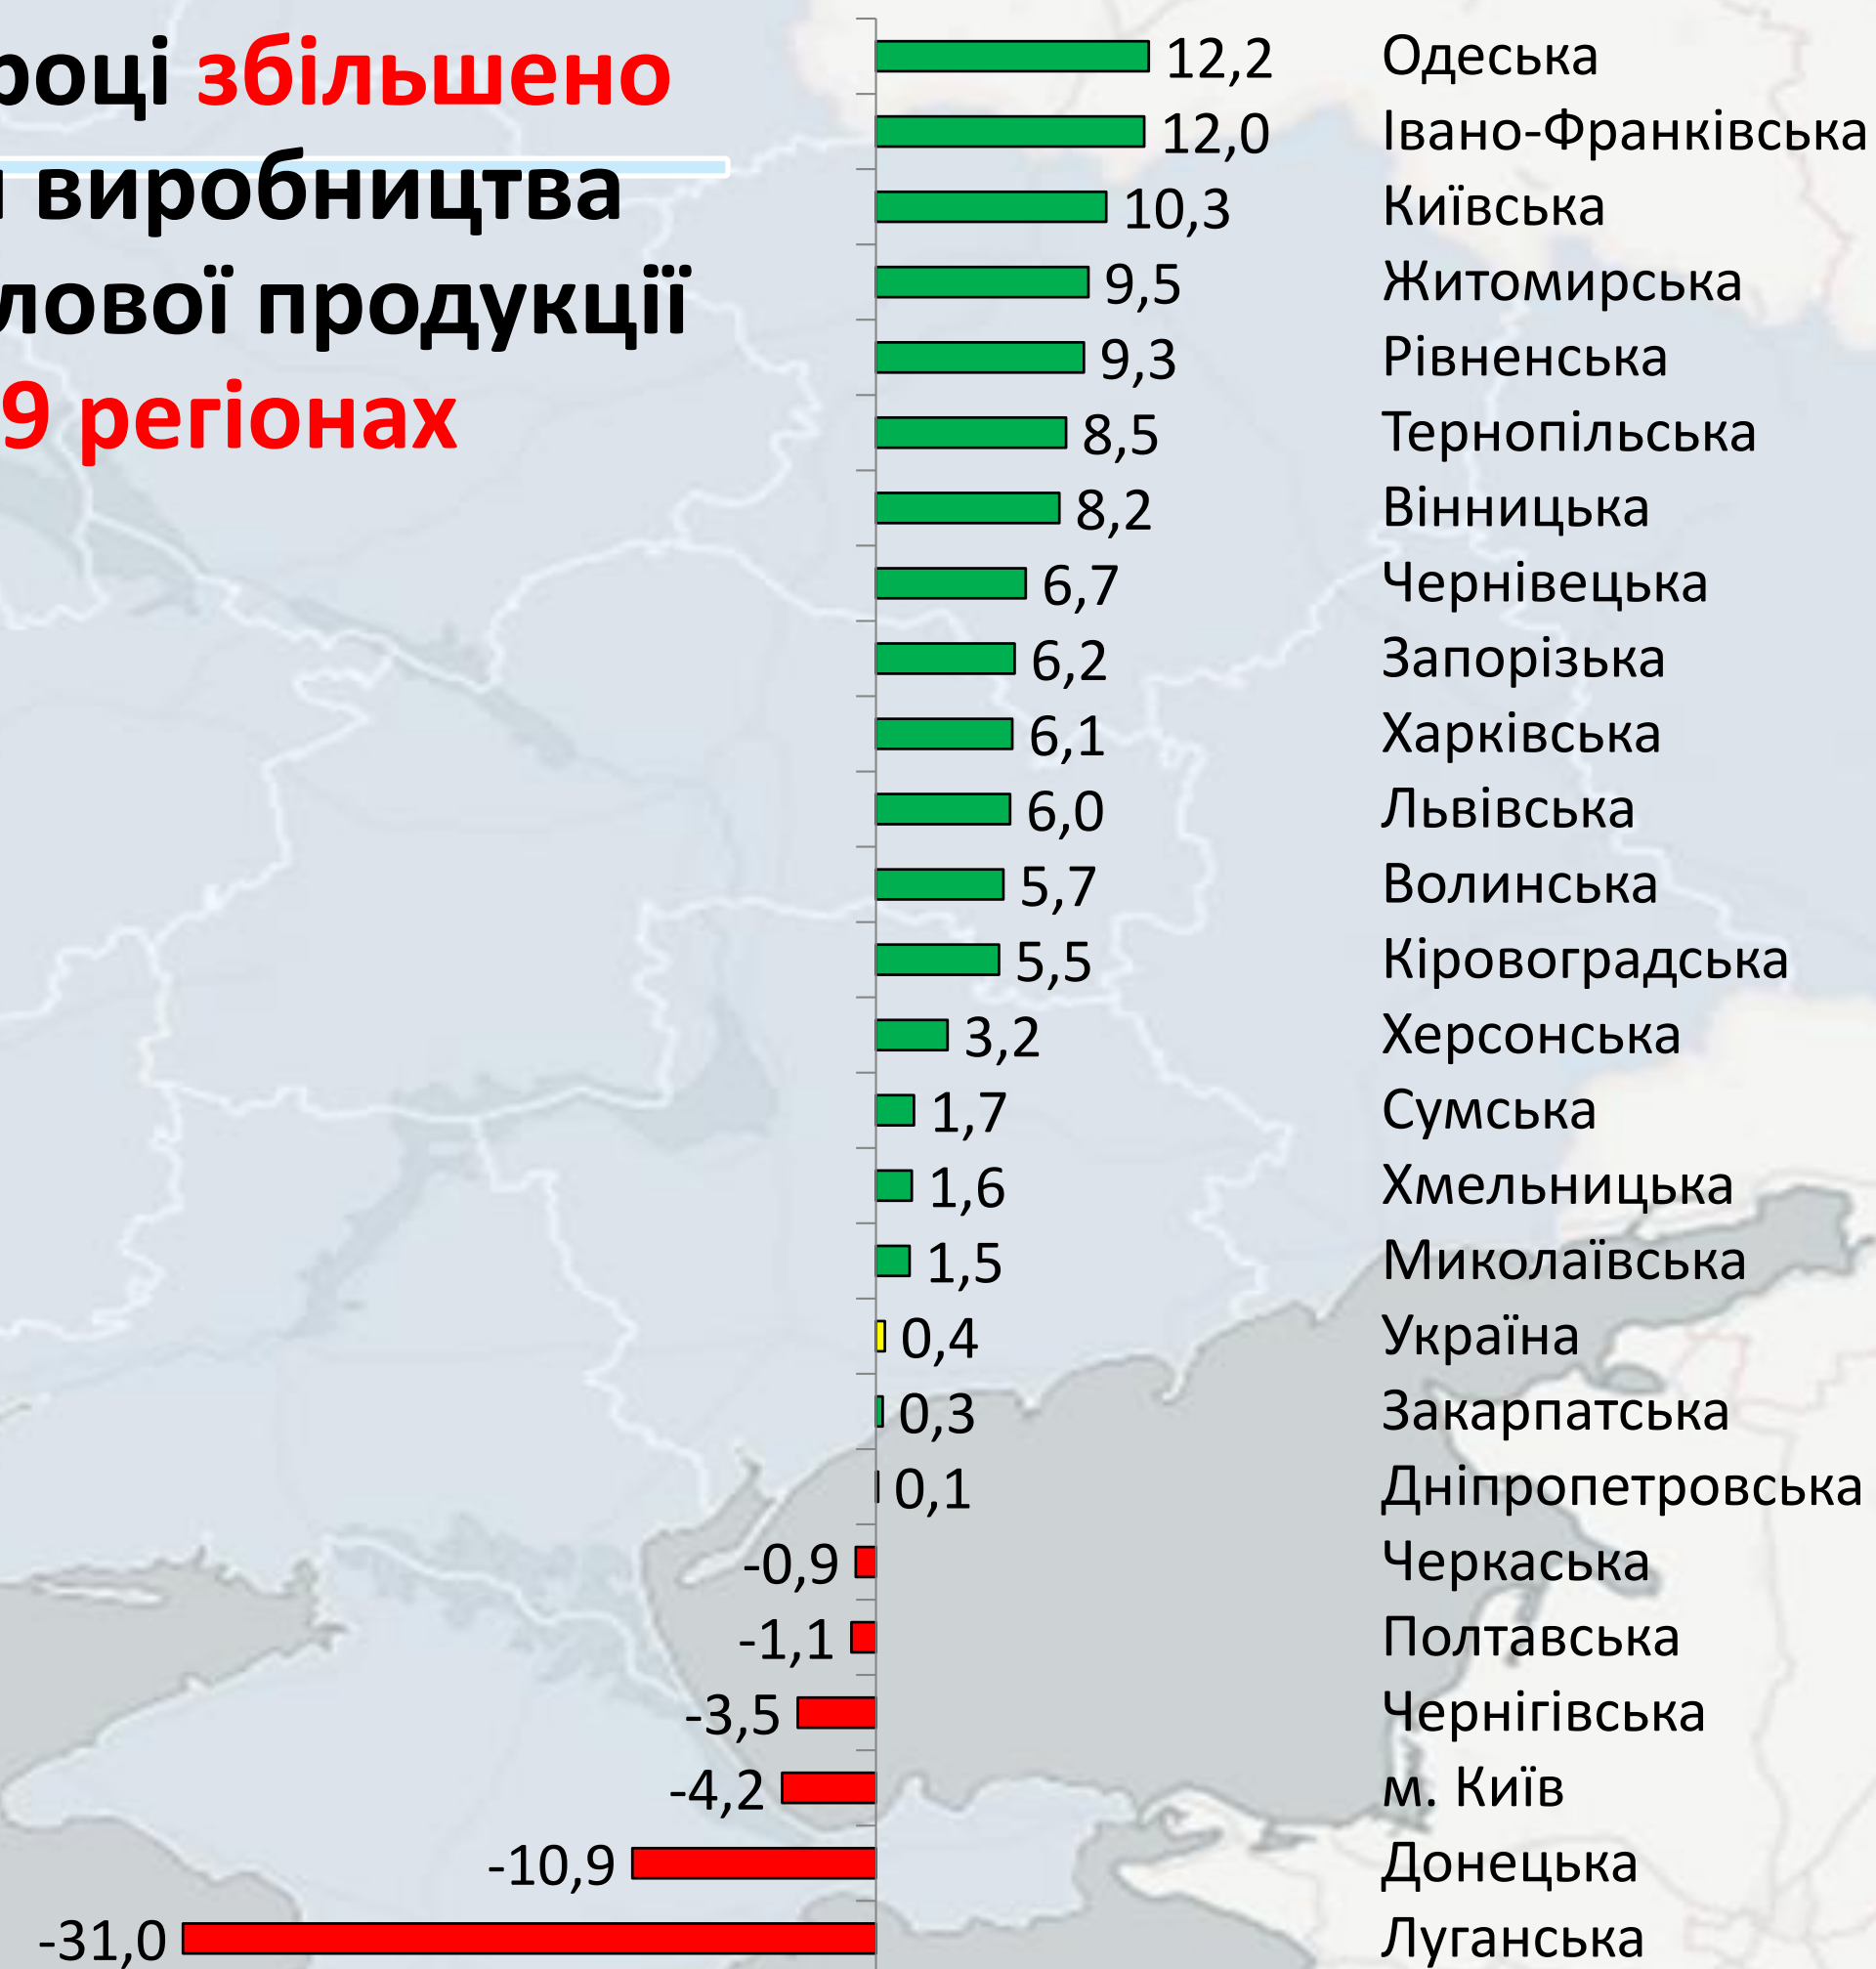 році збільшено
виробництва
лової продукції
9 регіонах
12,2 Одеська
12,0 Івано-Франківська
10,3 Київська
9,5 Житомирська
9,3 Рівненська
8,5 Тернопільська
8,2 Вінницька
6,7 Чернівецька
6,2 Запорізька
6,1 Харківська
6,0 Львівська
5,7 Волинська
5,5 Кіровоградська
3,2 Херсонська
1,7 Сумська
1,6 Хмельницька
1,5 Миколаївська
0,4 Україна
0,3 Закарпатська
0,1 Дніпропетровська
-0,9 Черкаська
-1,1 Полтавська
-3,5 Чернігівська
-4,2 м. Київ
-10,9 Донецька
-31,0 Луганська